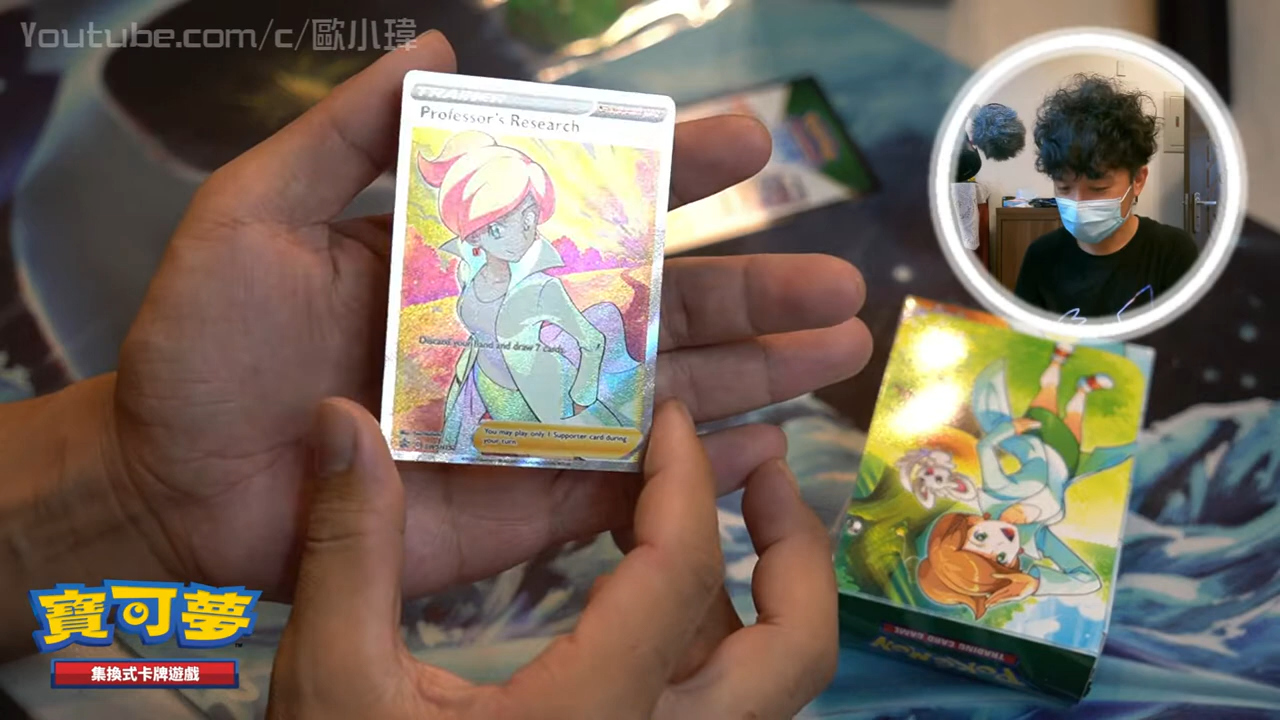 Youtube.com/c/歐小瑋
TRAINER
Professor's Research
Discard your hand and draw 7 cards.
You may play only 1 Supporter card during
your turn.
寶可夢
集換式卡牌遊戲
POKÉMON
TRADING CARD GAME